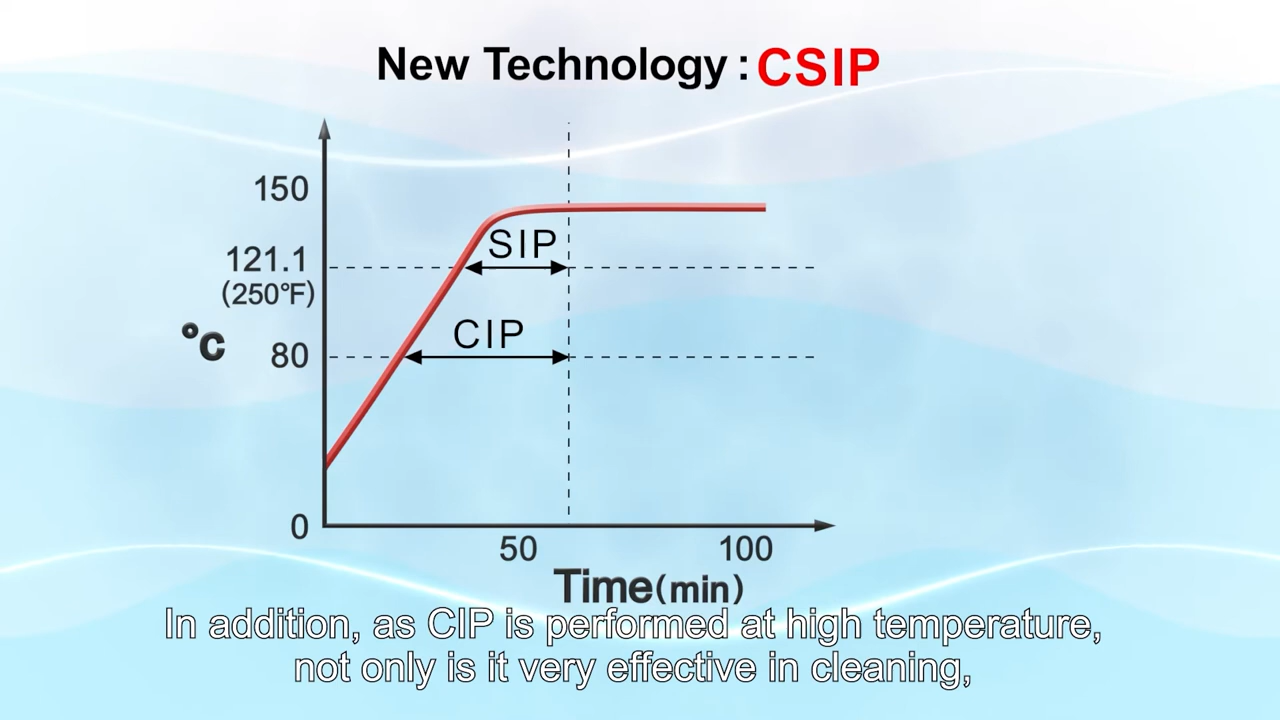 New Technology : CSIP
150
SIP
121.1
(250℉)
CIP
℃
80
0
50
100
Time(min)
In addition, as CIP is performed at high temperature,
not only is it very effective in cleaning,